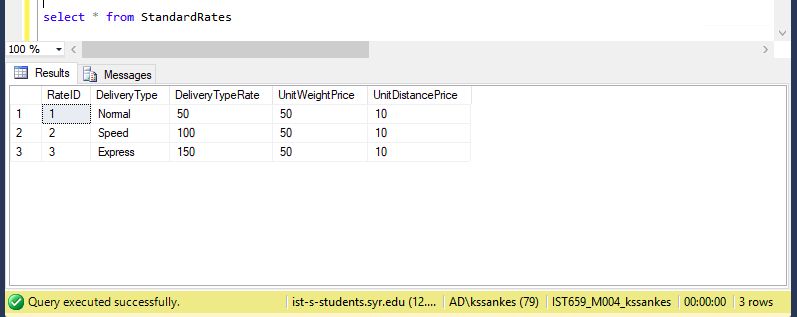 select * from StandardRates
100 %
Results Messages
RateID DeliveryType DeliveryTypeRate UnitWeightPrice UnitDistancePrice
1 1 Normal 50 50 10
2 2 Speed 100 50 10
3 3 Express 150 50 10
Query executed successfully. ist-s-students.syr.edu (12.... AD\kssankes (79) IST659_M004_kssankes 00:00:00 3 rows